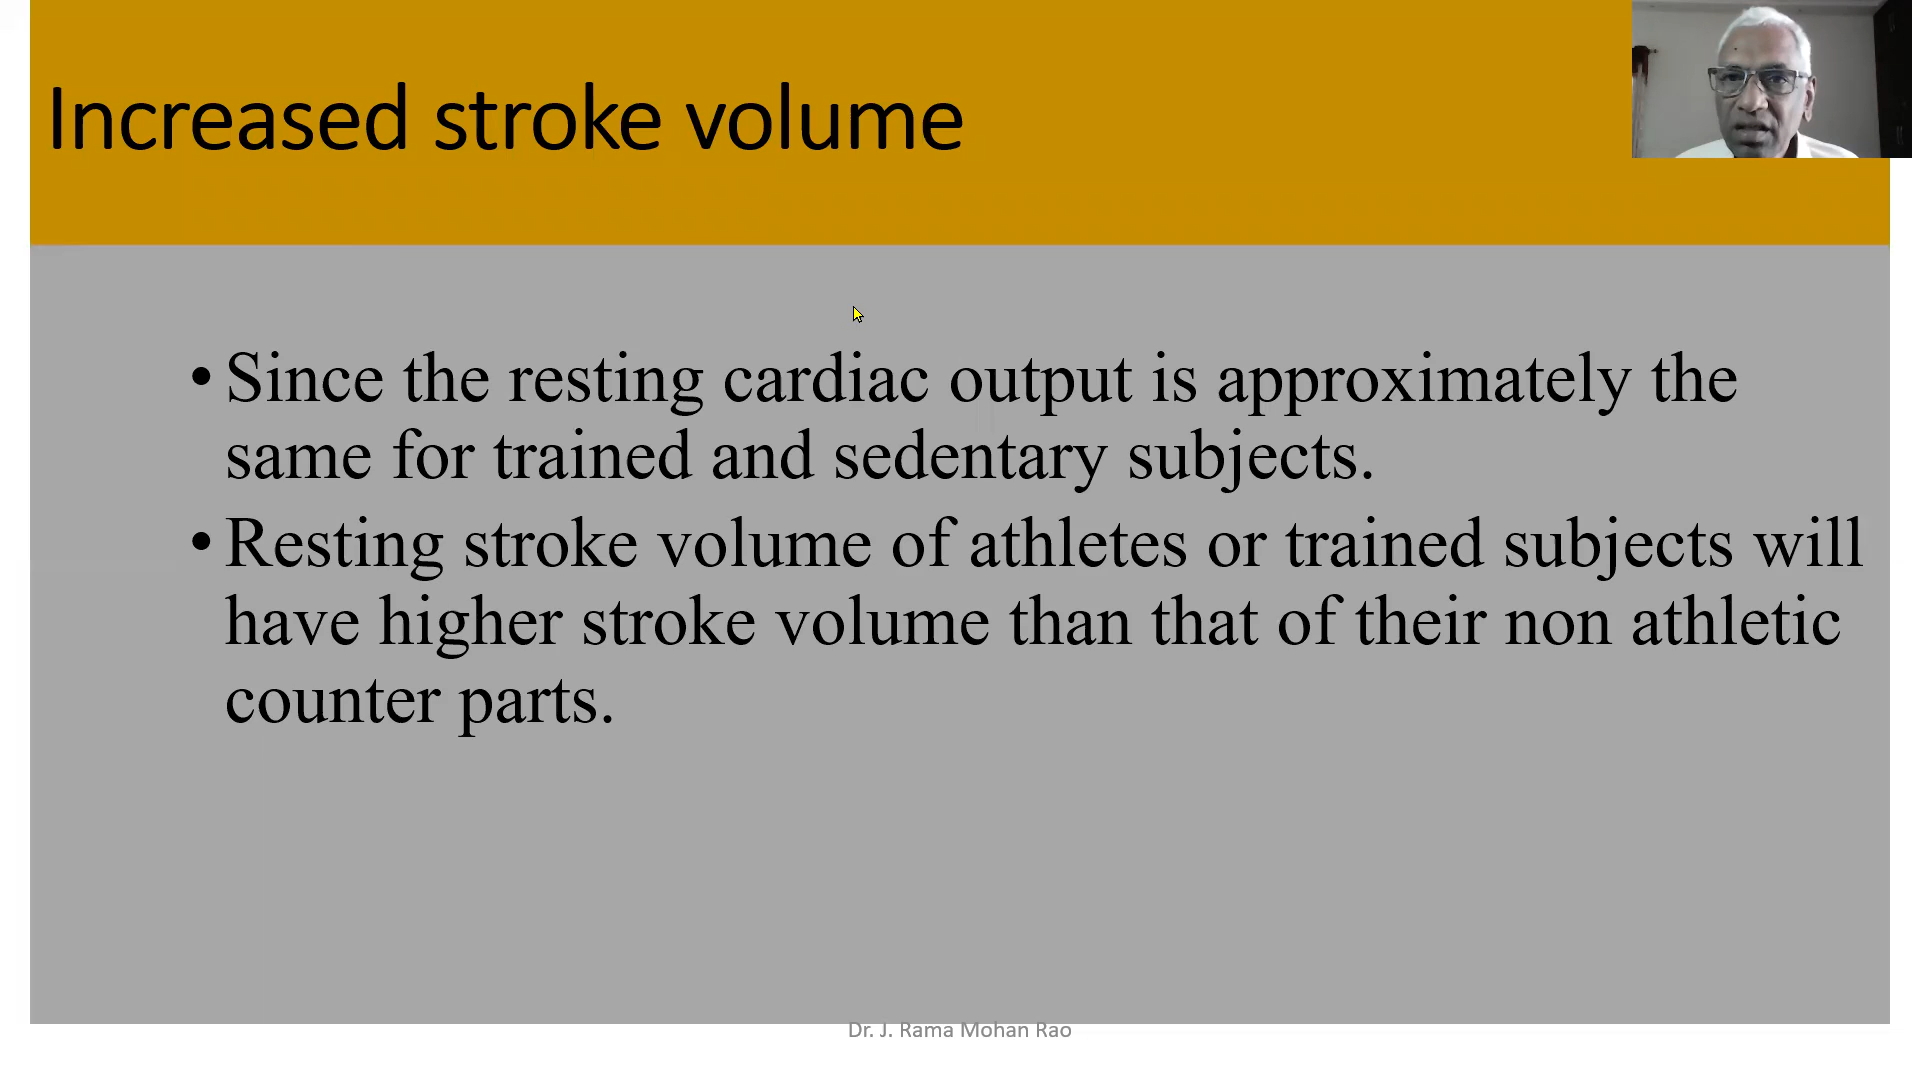 Increased stroke volume
• Since the resting cardiac output is approximately the
same for trained and sedentary subjects.
• Resting stroke volume of athletes or trained subjects will
have higher stroke volume than that of their non athletic
counter parts.
Dr. J. Rama Mohan Rao